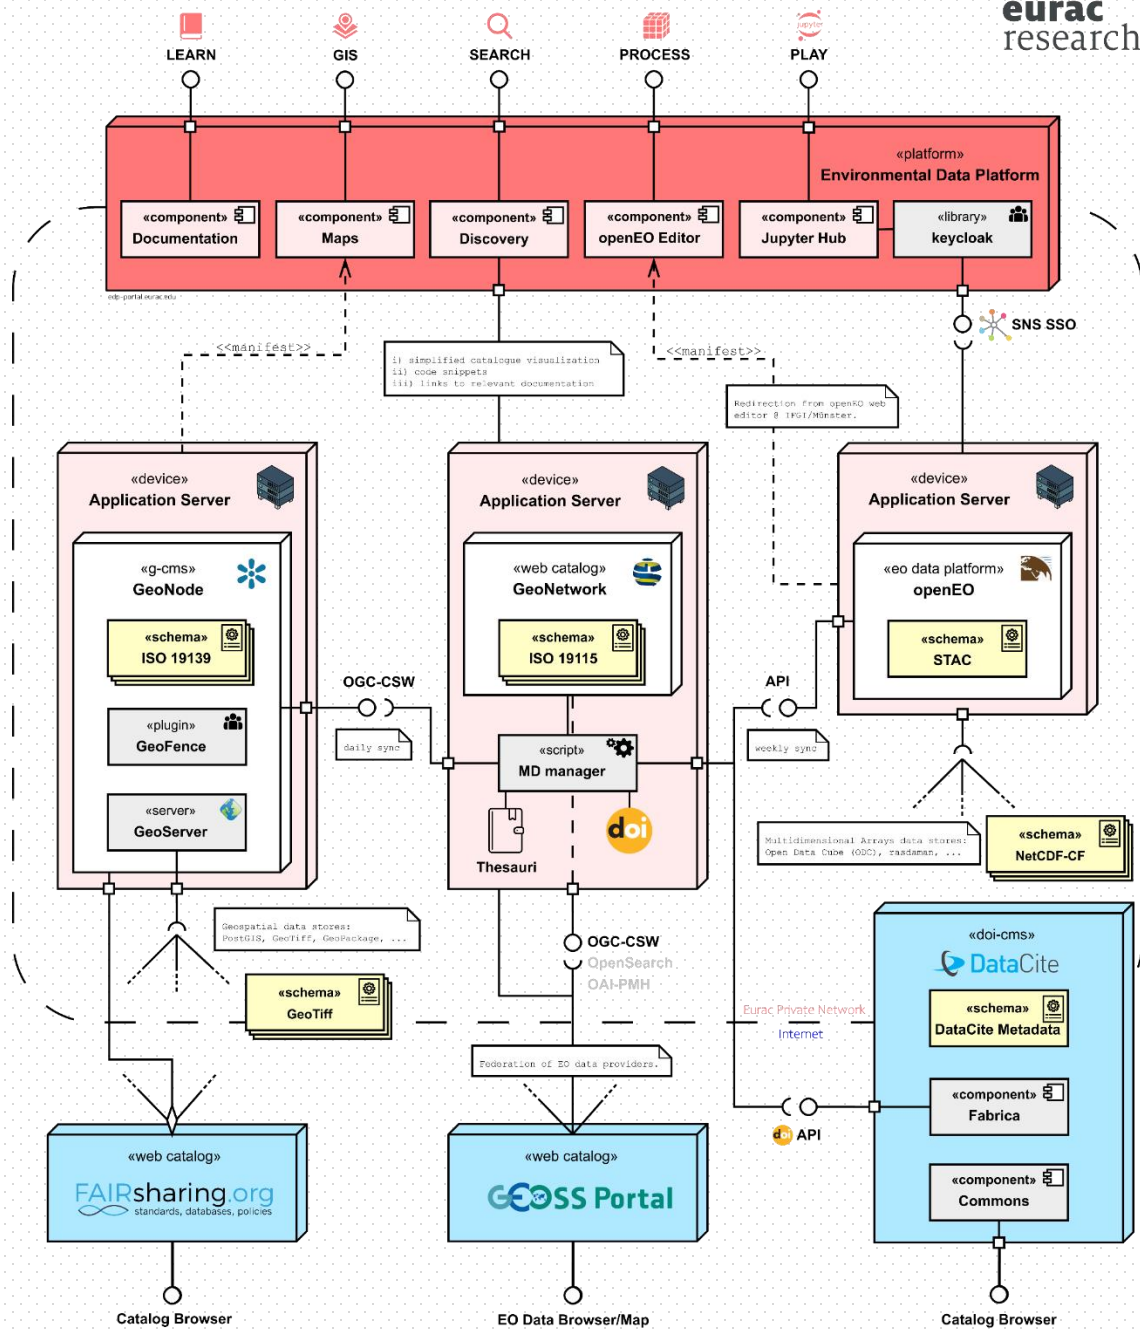 eurac
research
LEARN
GIS
SEARCH
PROCESS
jupyter
PLAY
«platform»
Environmental Data Platform
«component»
Documentation
«component»
Maps
«component»
Discovery
«component»
openEO Editor
«component»
Jupyter Hub
«library»
keycloak
edp-portal.eurac.edu
SNS SSO
<<manifest>>
i) simplified catalogue visualization
ii) code snippets
iii) links to relevant documentation
<<manifest>>
Redirection from openEO web
editor @ IFGI/Münster.
«device»
Application Server
«device»
Application Server
«device»
Application Server
«g-cms»
GeoNode
«web catalog»
GeoNetwork
«eo data platform»
openEO
«schema»
ISO 19139
«schema»
ISO 19115
«schema»
STAC
OGC-CSW
API
«plugin»
GeoFence
daily sync
«script»
MD manager
weekly sync
«server»
GeoServer
doi
Thesauri
Multidimensional Arrays data stores:
Open Data Cube (ODC), rasdaman, ...
«schema»
NetCDF-CF
Geospatial data stores:
PostGIS, GeoTiff, GeoPackage, ...
OGC-CSW
OpenSearch
OAI-PMH
«doi-cms»
DataCite
«schema»
GeoTiff
Eurac Private Network
Internet
«schema»
DataCite Metadata
Federation of EO data providers.
«component»
Fabrica
doi API
«web catalog»
FAIRsharing.org
standards, databases, policies
«web catalog»
GEOSS Portal
«component»
Commons
Catalog Browser
EO Data Browser/Map
Catalog Browser